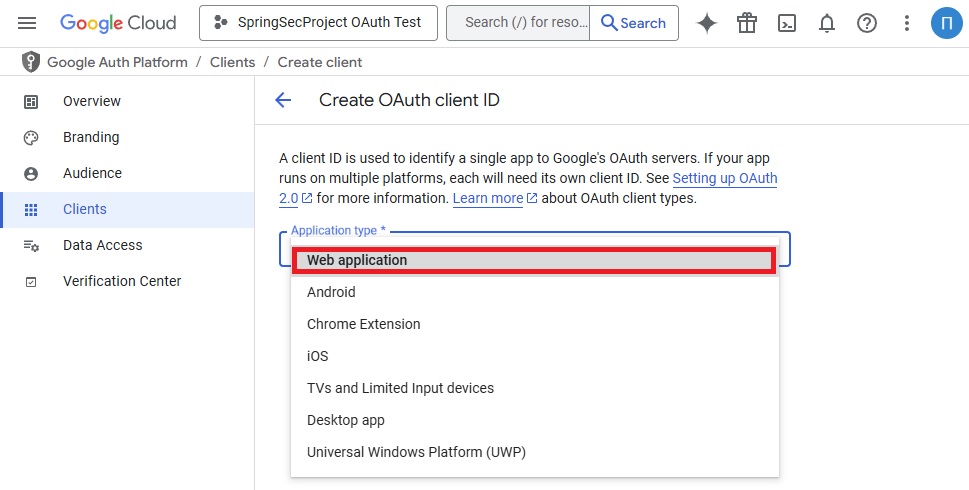 Google Cloud
SpringSecProject OAuth Test
Search (/) for reso...
Search
П
Google Auth Platform / Clients / Create client
Overview
Branding
Audience
Clients
Data Access
Verification Center
Create OAuth client ID
A client ID is used to identify a single app to Google's OAuth servers. If your app
runs on multiple platforms, each will need its own client ID. See Setting up OAuth
2.0 for more information. Learn more about OAuth client types.
Application type *
Web application
Android
Chrome Extension
iOS
TVs and Limited Input devices
Desktop app
Universal Windows Platform (UWP)